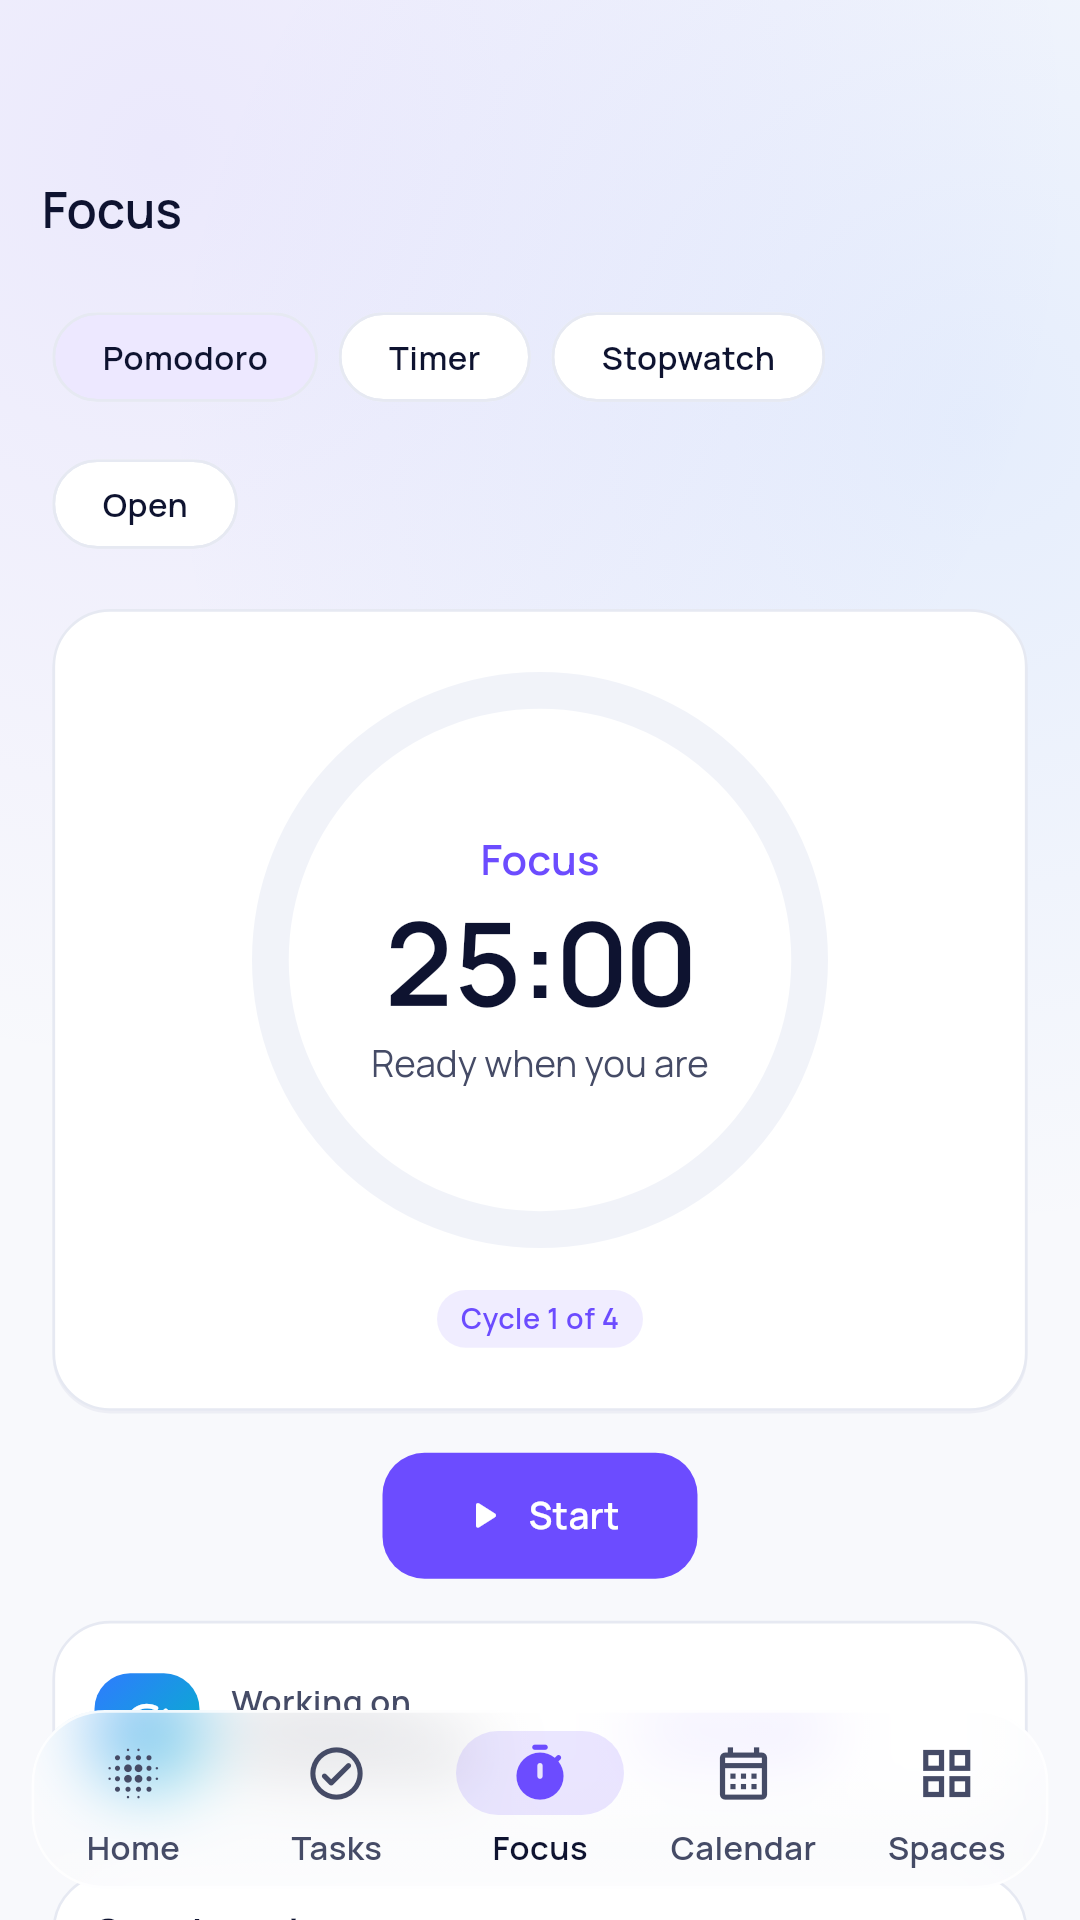 Focus
Pomodoro Timer Stopwatch
Open
Focus
25:00
Ready when you are
Cycle 1 of 4
Start
Working on
Home Tasks Focus Calendar Spaces